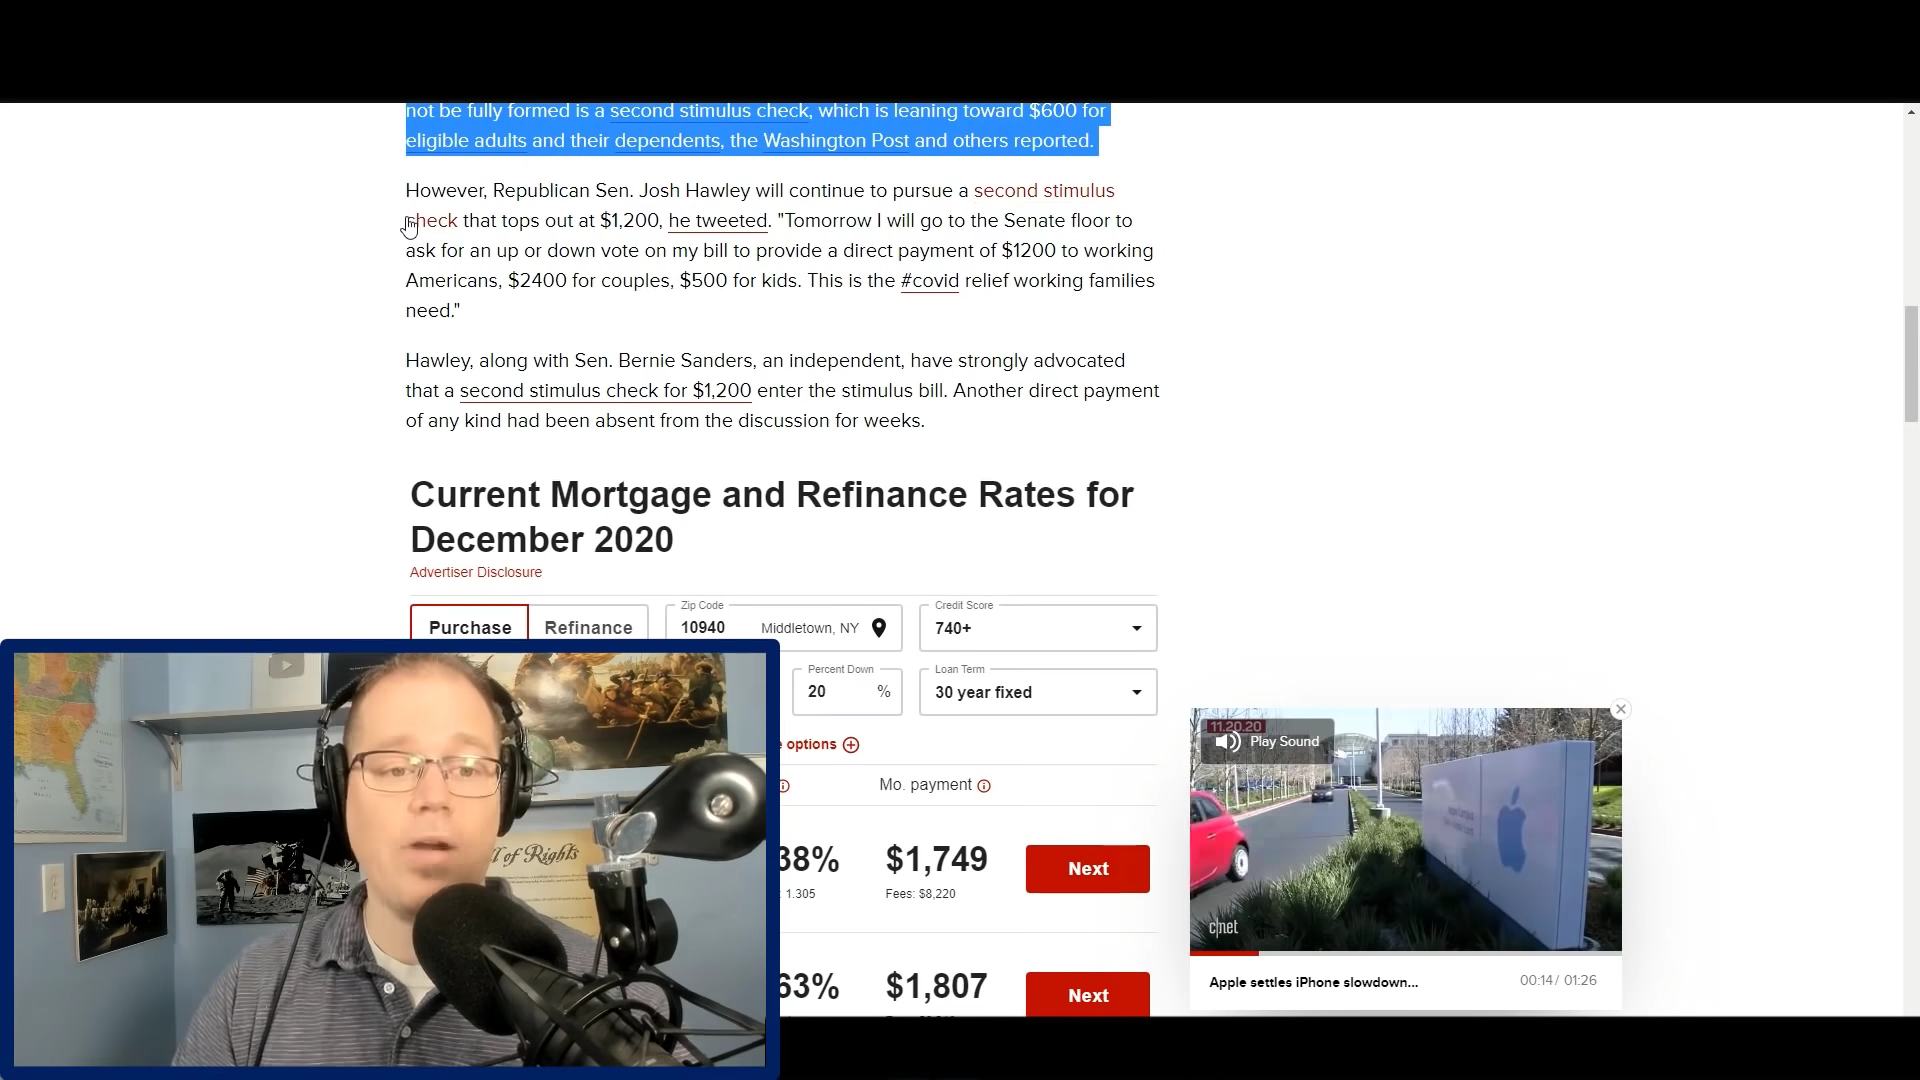 not be fully formed is a second stimulus check, which is leaning toward $600 for
eligible adults and their dependents, the Washington Post and others reported.
However, Republican Sen. Josh Hawley will continue to pursue a second stimulus
check that tops out at $1,200, he tweeted. "Tomorrow I will go to the Senate floor to
ask for an up or down vote on my bill to provide a direct payment of $1200 to working
Americans, $2400 for couples, $500 for kids. This is the #covid relief working families
need."
Hawley, along with Sen. Bernie Sanders, an independent, have strongly advocated
that a second stimulus check for $1,200 enter the stimulus bill. Another direct payment
of any kind had been absent from the discussion for weeks.
Current Mortgage and Refinance Rates for
December 2020
Advertiser Disclosure
Zip Code
Credit Score
Purchase Refinance 10940 Middletown, NY 740+
Percent Down
Loan Term
20 % 30 year fixed
options
Mo. payment
38% $1,749 Next
1.305 Fees: $8,220
63% $1,807 Next
11.20.20
Play Sound
c|net
Apple settles iPhone slowdown... 00:14/ 01:26
of Rights